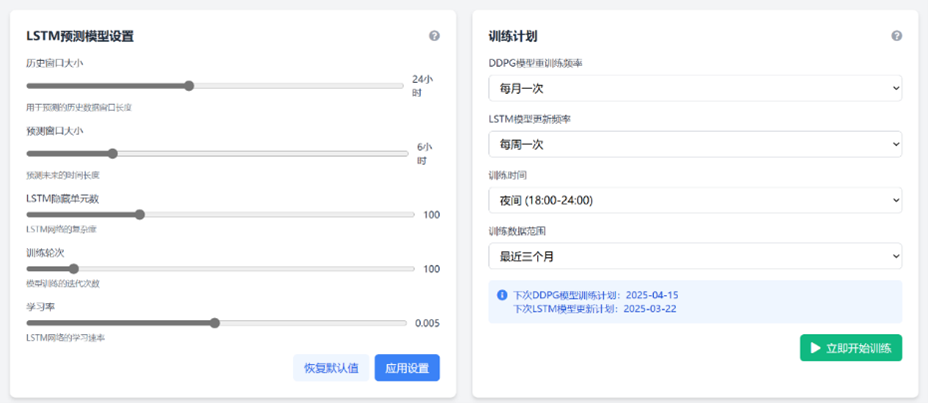 LSTM预测模型设置
历史窗口大小
24小
时
用于预测的历史数据窗口长度
预测窗口大小
6小
时
预测未来的时间长度
LSTM隐藏单元数
100
LSTM网络的复杂度
训练轮次
100
模型训练的迭代次数
学习率
0.005
LSTM网络的学习速率
恢复默认值
应用设置
训练计划
DDPG模型重训练频率
每月一次
LSTM模型更新频率
每周一次
训练时间
夜间 (18:00-24:00)
训练数据范围
最近三个月
下次DDPG模型训练计划：2025-04-15
下次LSTM模型更新计划：2025-03-22
立即开始训练